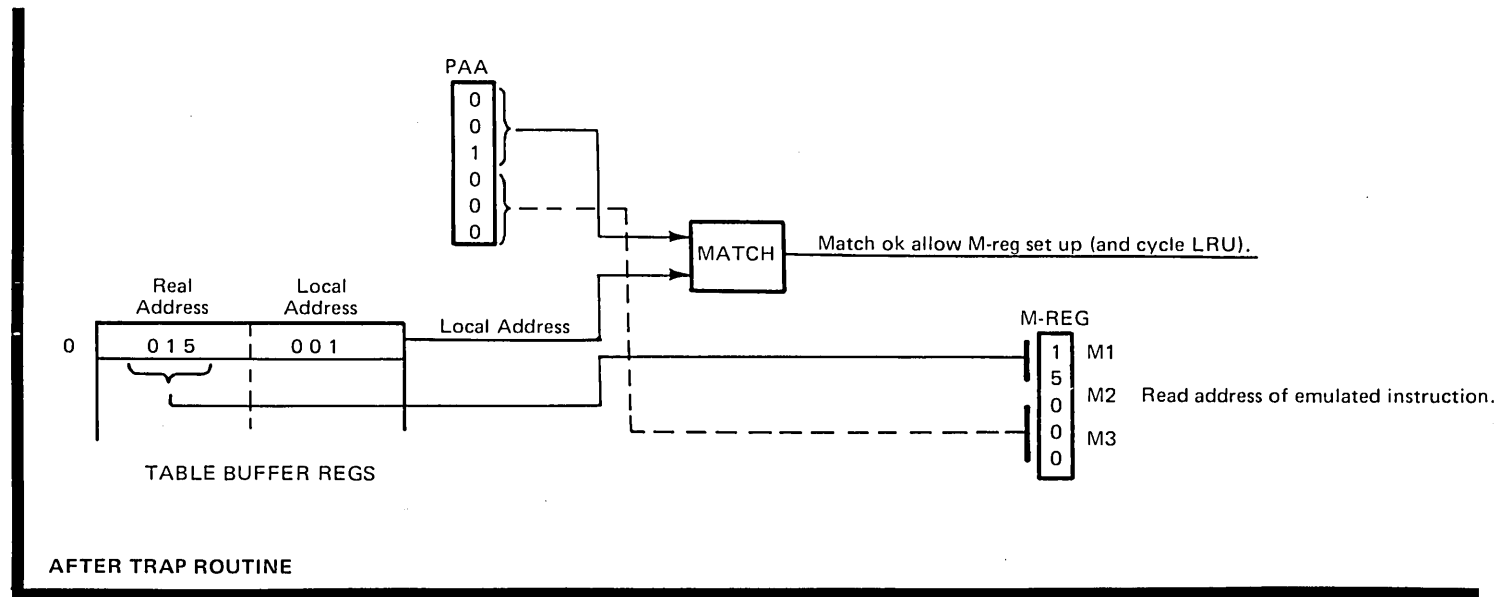 PAA
0
0
1
0
0
0
MATCH
Match ok allow M-reg set up (and cycle LRU).
Real
Address
Local
Address
Local Address
0
0 1 5
0 0 1
M-REG
1
5
0
0
0
M1
M2
M3
Read address of emulated instruction.
TABLE BUFFER REGS
AFTER TRAP ROUTINE